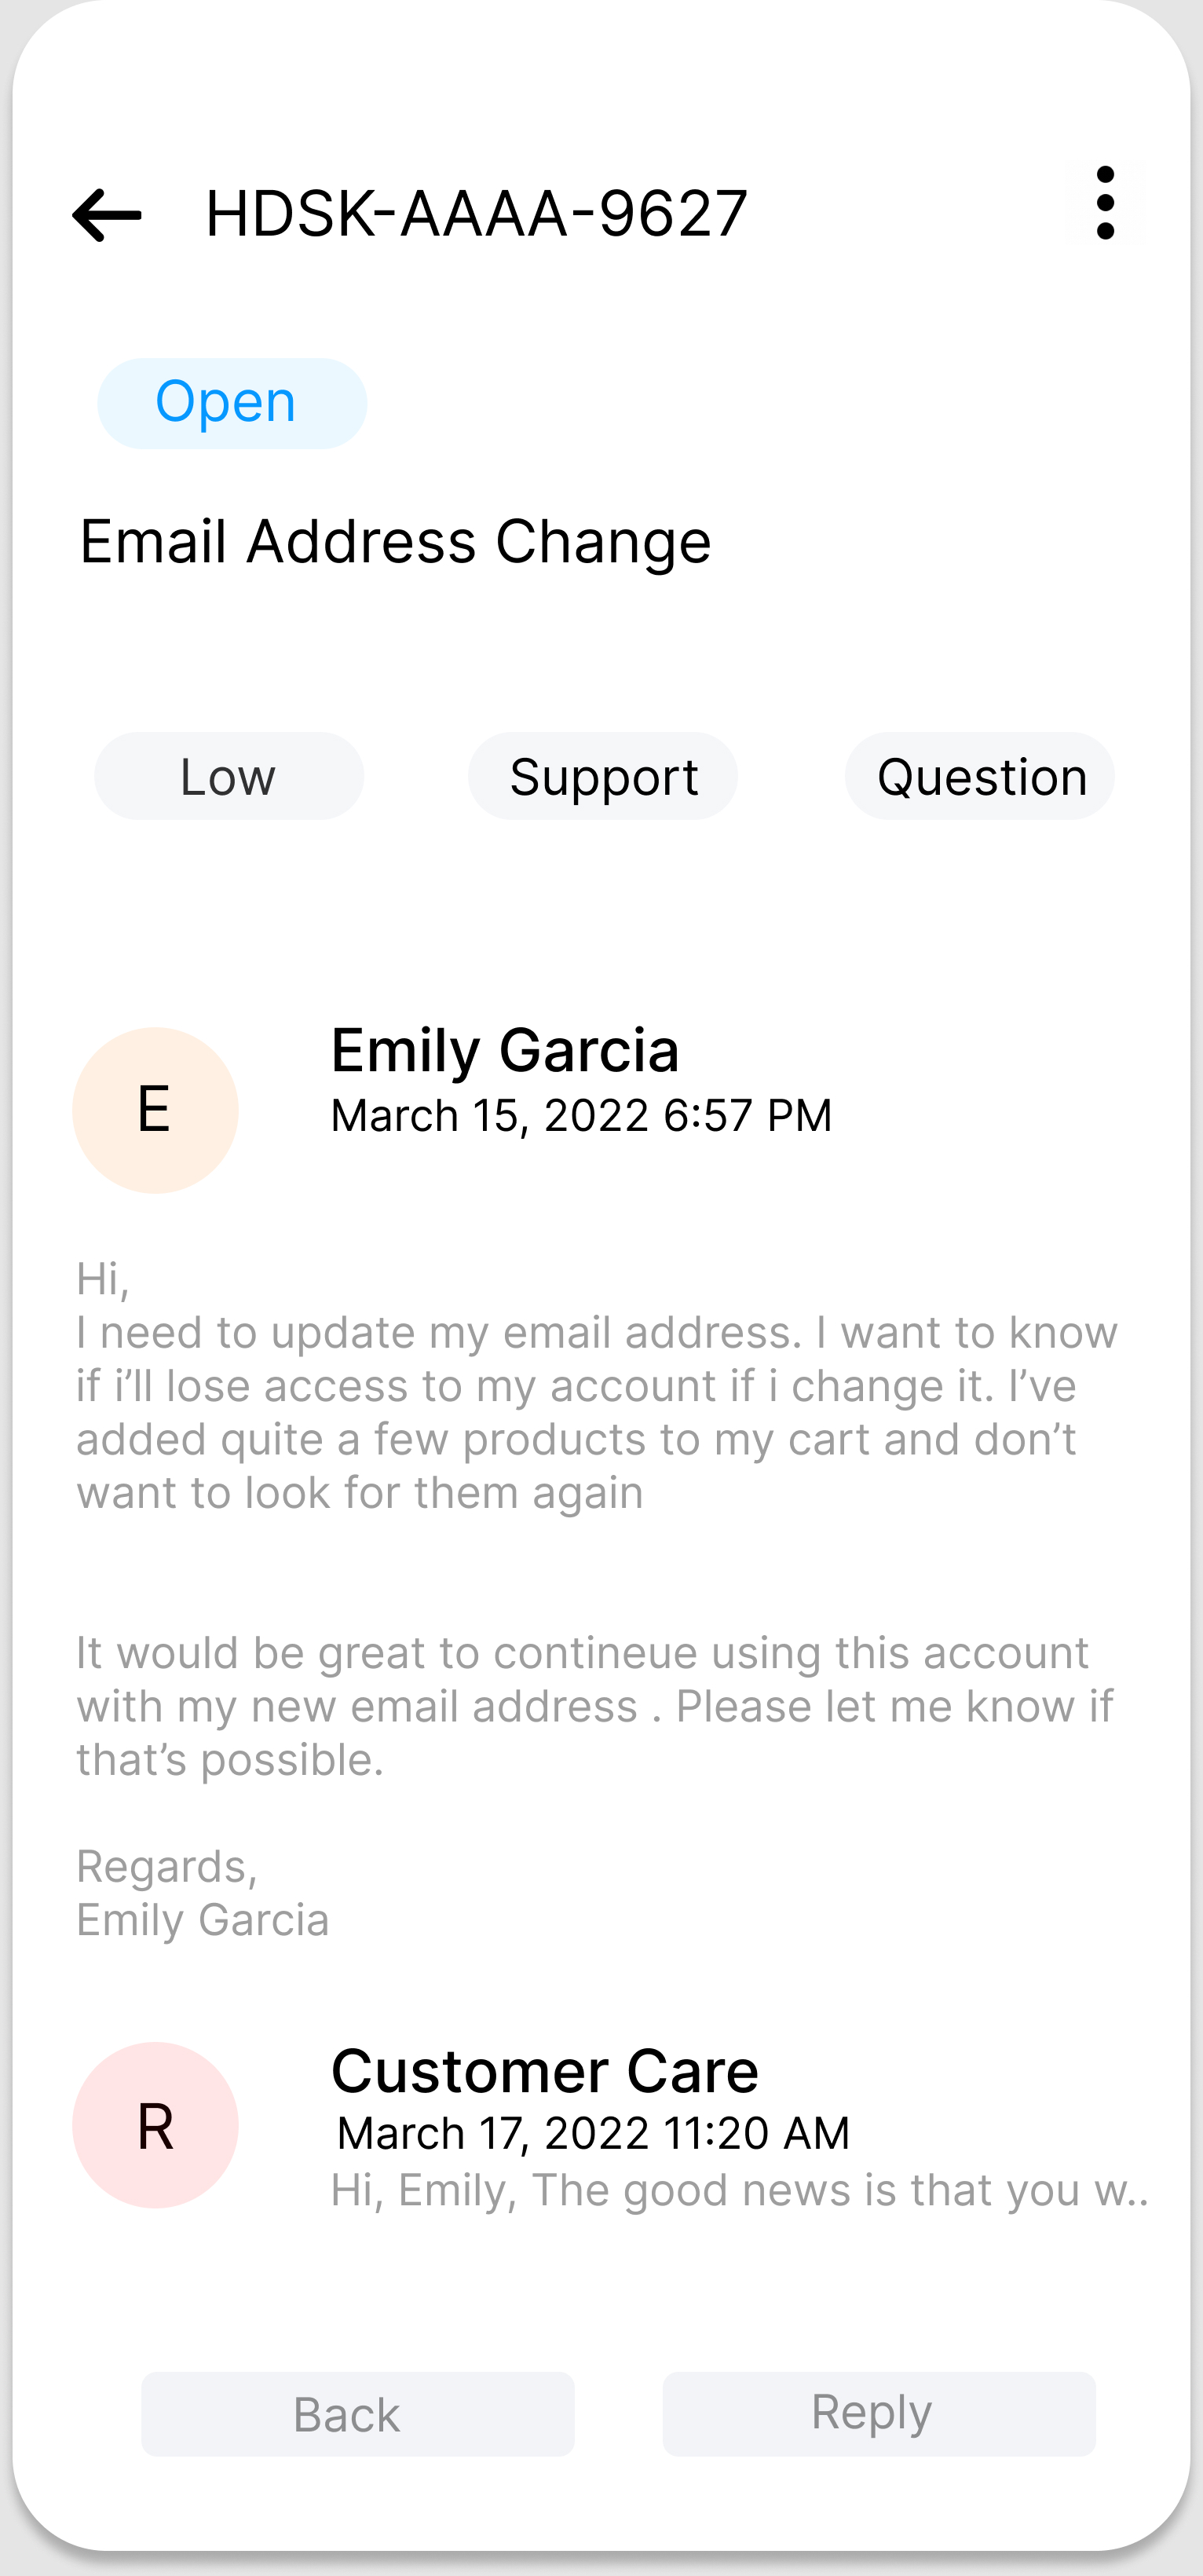 HDSK-AAAA-9627
Open
Email Address Change
Low Support Question
E
Emily Garcia
March 15, 2022 6:57 PM
Hi,
I need to update my email address. I want to know
if i’ll lose access to my account if i change it. I’ve
added quite a few products to my cart and don’t
want to look for them again
It would be great to contineue using this account
with my new email address . Please let me know if
that’s possible.
Regards,
Emily Garcia
R
Customer Care
March 17, 2022 11:20 AM
Hi, Emily, The good news is that you w..
Back Reply